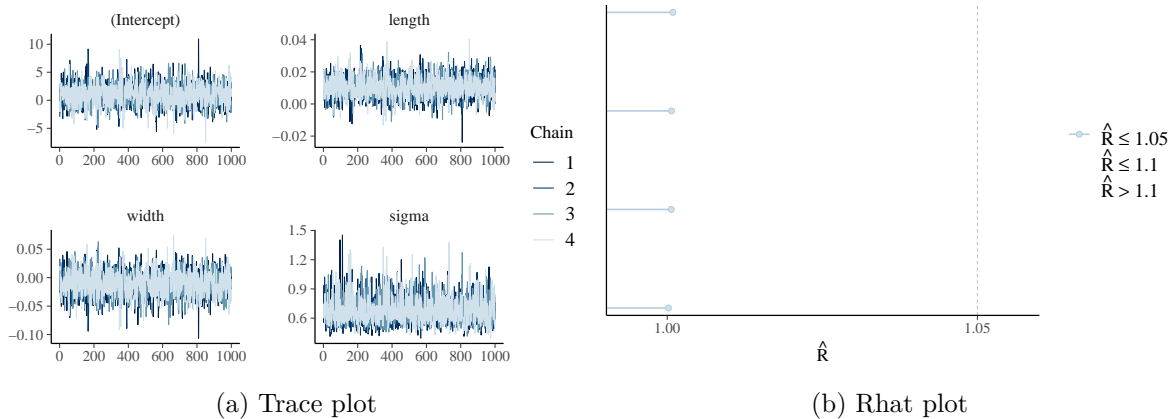 (Intercept)
10
5
0
−5
0 200 400 600 800 1000
length
0.04
0.02
0.00
−0.02
0 200 400 600 800 1000
width
0.05
0.00
−0.05
−0.10
0 200 400 600 800 1000
sigma
1.5
1.2
0.9
0.6
0 200 400 600 800 1000
Chain
1
2
3
4
(a) Trace plot
1.00 1.05
R̂
R̂ ≤ 1.05
R̂ ≤ 1.1
R̂ > 1.1
(b) Rhat plot